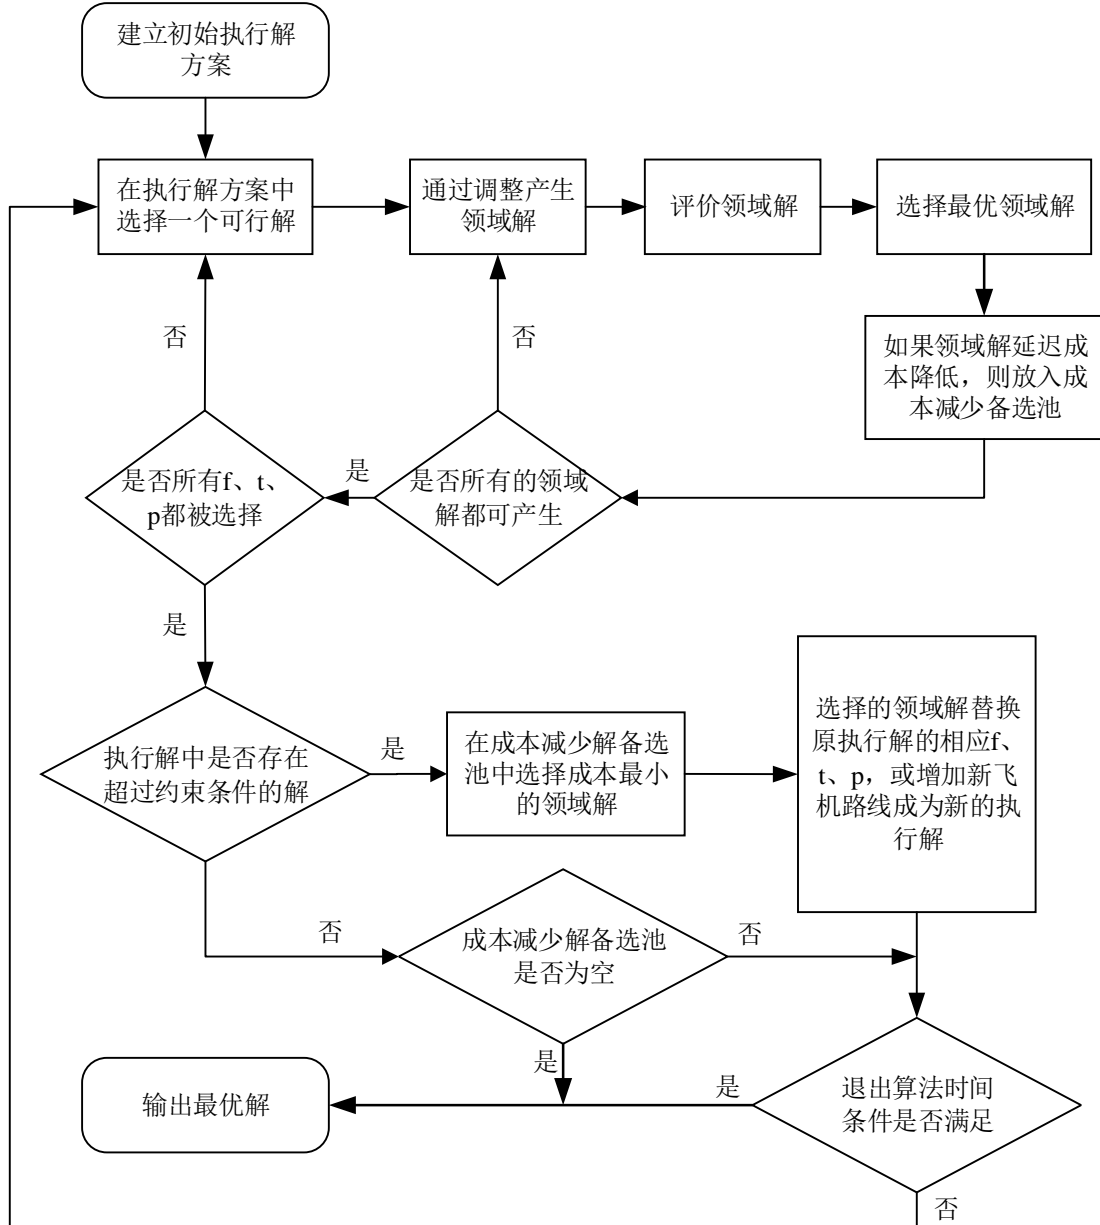 建立初始执行解
方案
在执行解方案中
选择一个可行解
通过调整产生
领域解
评价领域解
选择最优领域解
否
否
如果领域解延迟成
本降低，则放入成
本减少备选池
是否所有f、t、
p都被选择
是
是否所有的领域
解都可产生
是
执行解中是否存在
超过约束条件的解
是
在成本减少解备选
池中选择成本最小
的领域解
选择的领域解替换
原执行解的相应f、
t、p，或增加新飞
机路线成为新的执
行解
否
成本减少解备选池
是否为空
否
是
输出最优解
是
退出算法时间
条件是否满足
否